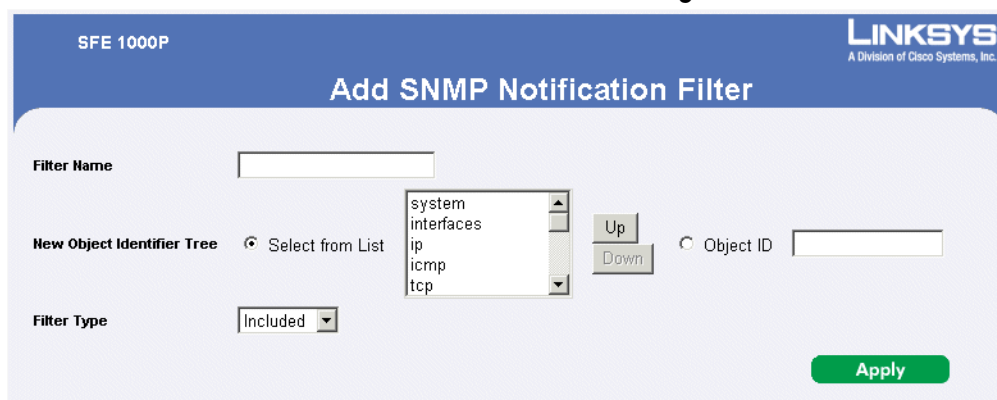 SFE 1000P
LINKSYS
A Division of Cisco Systems, Inc.
Add SNMP Notification Filter
Filter Name
New Object Identifier Tree
Select from List
system
interfaces
ip
icmp
tcp
Up
Down
Object ID
Filter Type
Included
Apply